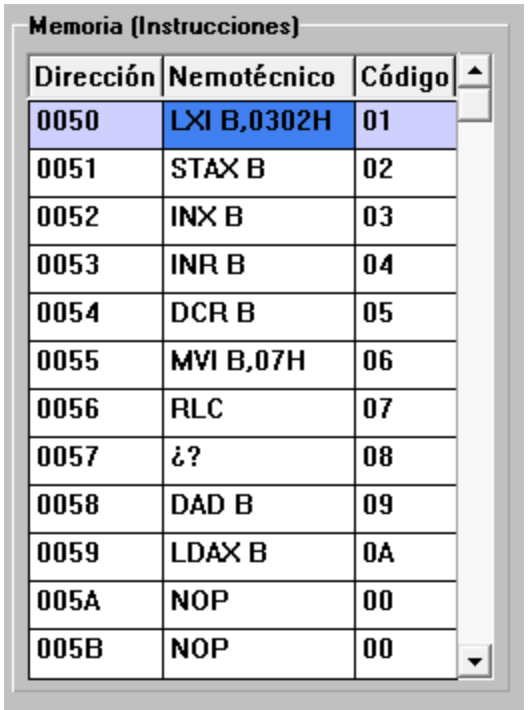 Memoria (Instrucciones)
Dirección Nemotécnico Código
0050 LXI B,0302H 01
0051 STAX B 02
0052 INX B 03
0053 INR B 04
0054 DCR B 05
0055 MVI B,07H 06
0056 RLC 07
0057 ¿? 08
0058 DAD B 09
0059 LDAX B 0A
005A NOP 00
005B NOP 00